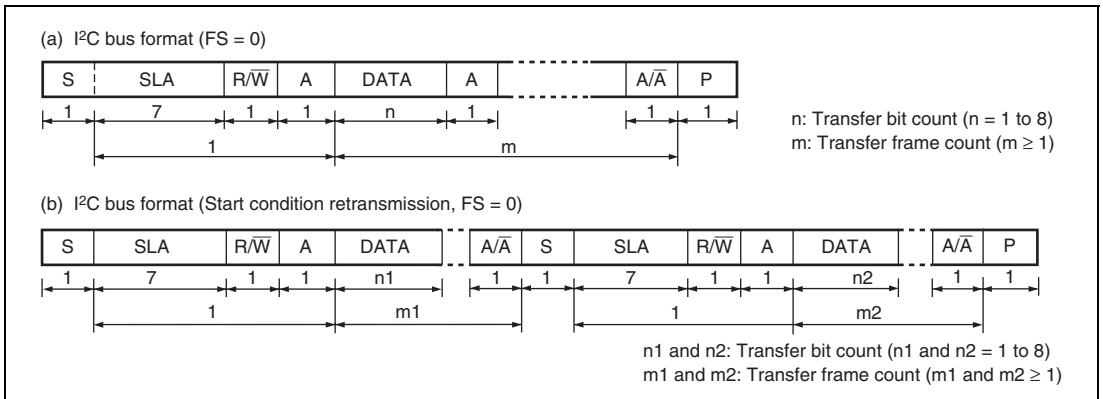 (a) I²C bus format (FS = 0)
S SLA R/W̅ A DATA A A/A̅ P
1 7 1 1 n 1 1 1
1 m
n: Transfer bit count (n = 1 to 8)
m: Transfer frame count (m ≥ 1)
(b) I²C bus format (Start condition retransmission, FS = 0)
S SLA R/W̅ A DATA A/A̅ S SLA R/W̅ A DATA A/A̅ P
1 7 1 1 n1 1 1 7 1 1 n2 1 1
1 m1 1 m2
n1 and n2: Transfer bit count (n1 and n2 = 1 to 8)
m1 and m2: Transfer frame count (m1 and m2 ≥ 1)